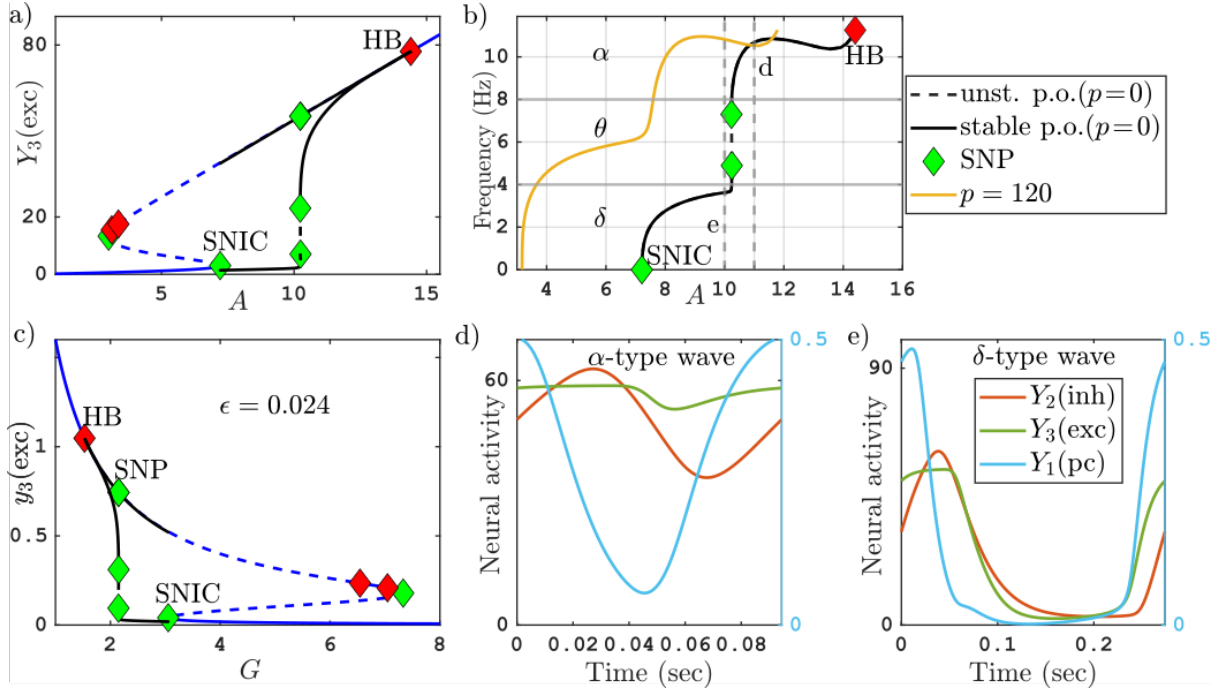 a)
80
20
0
Y₃(exc)
HB
SNIC
5
10
15
A
b)
10
8
6
4
2
0
Frequency (Hz)
α
θ
δ
d
e
HB
SNIC
4
6
8
10
12
14
16
A
unst. p.o.(p=0)
stable p.o.(p=0)
SNP
p = 120
c)
1
0.5
0
y₃(exc)
HB
SNP
SNIC
ϵ = 0.024
2
4
6
8
G
d)
α-type wave
60
0
Neural activity
0.5
0
0
0.02
0.04
0.06
0.08
Time (sec)
e)
δ-type wave
90
0
Neural activity
Y₂(inh)
Y₃(exc)
Y₁(pc)
0.5
0
0
0.1
0.2
Time (sec)